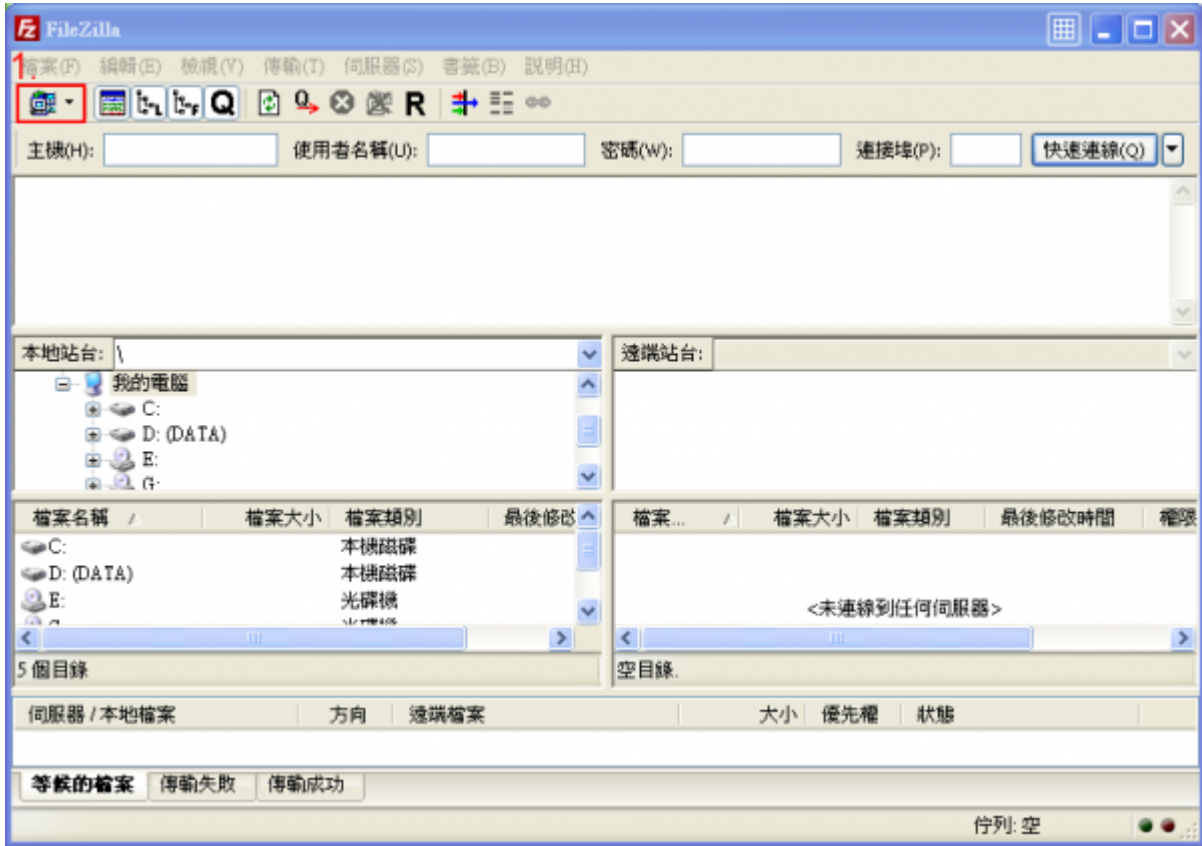 FileZilla
1.
檔案(F) 編輯(E) 檢視(V) 傳輸(T) 伺服器(S) 書籤(B) 說明(H)
L F Q Q R
主機(H): 使用者名稱(U): 密碼(W): 連接埠(P): 快速連線(Q)
本地站台: \ 遠端站台:
我的電腦
C:
D: (DATA)
E:
G:
檔案名稱 檔案大小 檔案類別 最後修改 檔案... 檔案大小 檔案類別 最後修改時間 權限
C: 本機磁碟
D: (DATA) 本機磁碟
E: 光碟機 <未連線到任何伺服器>
5 個目錄 空目錄.
伺服器 / 本地檔案 方向 遠端檔案 大小 優先權 狀態
等候的檔案 傳輸失敗 傳輸成功
佇列: 空